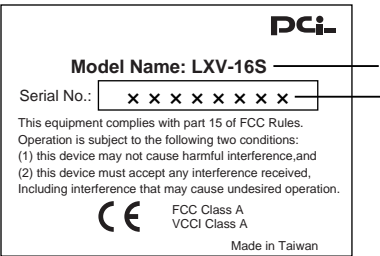 PCi
Model Name: LXV-16S
Serial No.: × × × × × × × ×
This equipment complies with part 15 of FCC Rules.
Operation is subject to the following two conditions:
(1) this device may not cause harmful interference,and
(2) this device must accept any interference received,
Including interference that may cause undesired operation.
CE
FCC Class A
VCCI Class A
Made in Taiwan